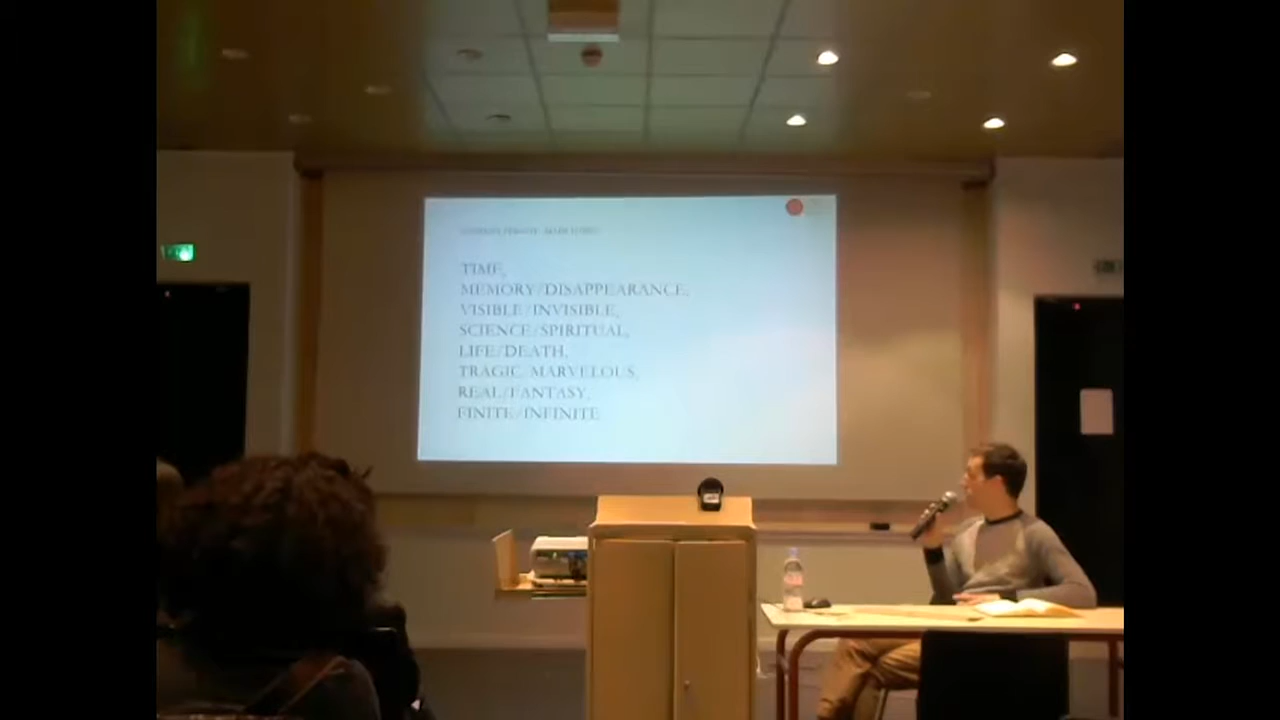 TIME,
MEMORY/DISAPPEARANCE,
VISIBLE/INVISIBLE,
SCIENCE/SPIRITUAL,
LIFE/DEATH,
TRAGIC, MARVELOUS,
REAL/FANTASY,
FINITE/INFINITE